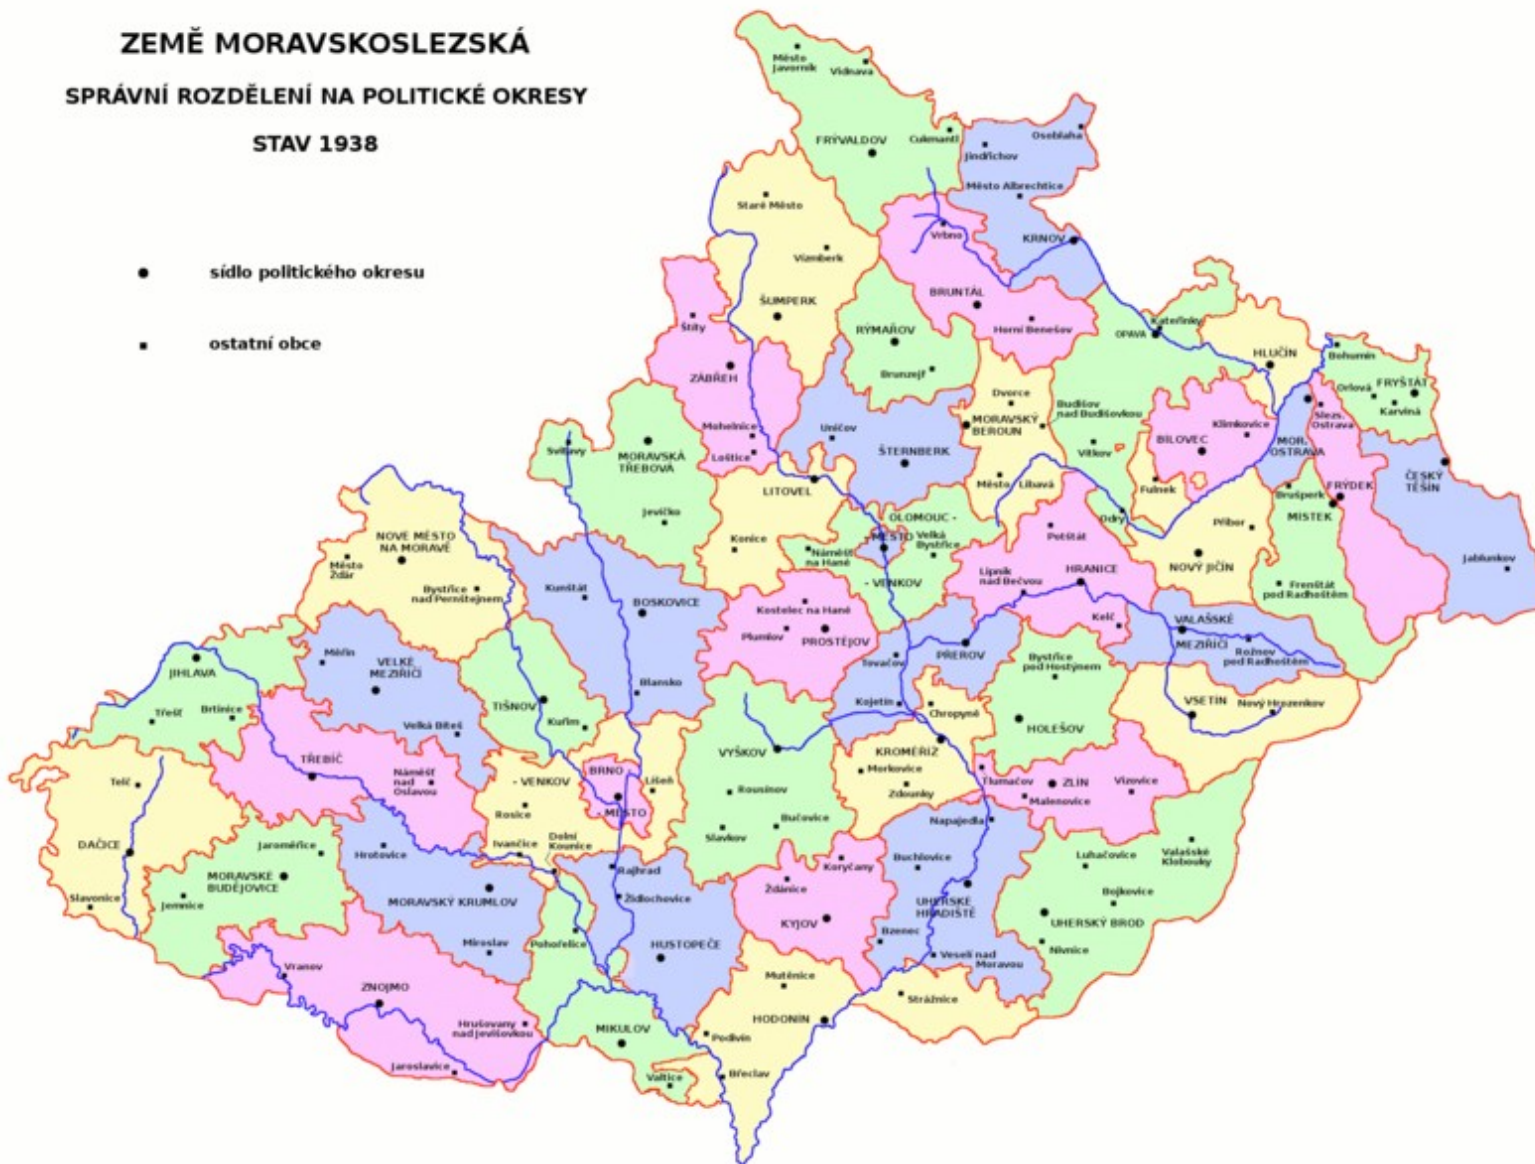 ZEMĚ MORAVSKOSLEZSKÁ
SPRÁVNÍ ROZDĚLENÍ NA POLITICKÉ OKRESY
STAV 1938
sídlo politického okresu
ostatní obce
Město
Javorník
Vidnava
FRÝVALDOV
Cukmantl
Osoblaha
Jindřichov
Město Albrechtice
KRNOV
Staré Město
Vízmberk
ŠUMPERK
Vrbno
BRUNTÁL
Horní Benešov
RÝMAŘOV
Brunzejf
Štíty
ZÁBŘEH
Mohelnice
Loštice
OPAVA
Kateřinky
HLUČÍN
Bohumín
Orlová
FRYŠTÁT
Karviná
Slezs.
Ostrava
MOR.
OSTRAVA
Klimkovice
BÍLOVEC
Dvorce
MORAVSKÝ
BEROUN
Budišov
nad Budišovkou
Vítkov
Město Libavá
Uničov
ŠTERNBERK
Svitavy
MORAVSKÁ
TŘEBOVÁ
Jevíčko
LITOVEL
Konice
Náměšť
na Hané
OLOMOUC -
- MĚSTO
- VENKOV
Velká
Bystřice
Fulnek
Odry
Příbor
NOVÝ JIČÍN
Brušperk
MÍSTEK
FRÝDEK
ČESKÝ
TĚŠÍN
Jablunkov
Frenštát
pod Radhoštěm
Potštát
Lipník
nad Bečvou
HRANICE
Kelč
VALAŠSKÉ
MEZIŘÍČÍ
Rožnov
pod Radhoštěm
NOVÉ MĚSTO
NA MORAVĚ
Město
Žďár
Bystřice
nad Pernštejnem
Kunštát
BOSKOVICE
Blansko
Kostelec na Hané
Plumlov
PROSTĚJOV
Tovačov
PŘEROV
Kojetín
Bystřice
pod Hostýnem
HOLEŠOV
VSETÍN
Nový Hrozenkov
JIHLAVA
Třešť
Brtnice
Měřín
VELKÉ
MEZIŘÍČÍ
Velká Bíteš
TIŠNOV
Kuřim
VYŠKOV
Rousínov
Slavkov
Bučovice
Chropyně
KROMĚŘÍŽ
Morkovice
Zdounky
Tlumačov
ZLÍN
Malenovice
Vizovice
Napajedla
Telč
DAČICE
Slavonice
TŘEBÍČ
Náměšť
nad
Oslavou
- VENKOV
BRNO -
- MĚSTO
Líšeň
Rosice
Ivančice
Dolní
Kounice
Jaroměřice
MORAVSKÉ
BUDĚJOVICE
Jemnice
Hrotovice
MORAVSKÝ KRUMLOV
Miroslav
Rajhrad
Židlochovice
HUSTOPEČE
Pohořelice
Koryčany
Ždánice
KYJOV
Buchlovice
UHERSKÉ
HRADIŠTĚ
Bzenec
Veselí nad
Moravou
Luhačovice
Valašské
Klobouky
Bojkovice
UHERSKÝ BROD
Nivnice
Vranov
ZNOJMO
Hrušovany
nad Jevišovkou
Jaroslavice
MIKULOV
Valtice
Mutěnice
HODONÍN
Podivín
Břeclav
Strážnice